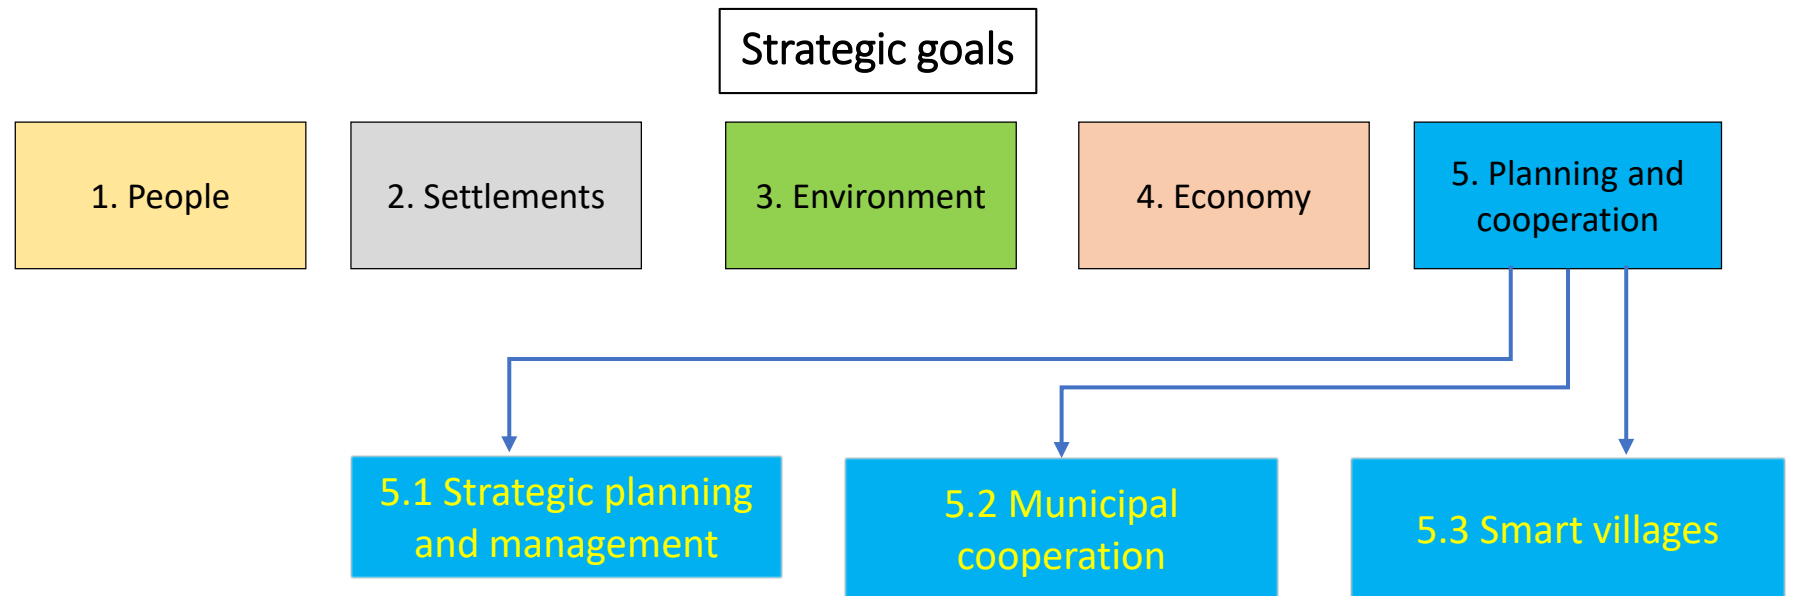 Strategic goals
1. People
2. Settlements
3. Environment
4. Economy
5. Planning and
cooperation
5.1 Strategic planning
and management
5.2 Municipal
cooperation
5.3 Smart villages